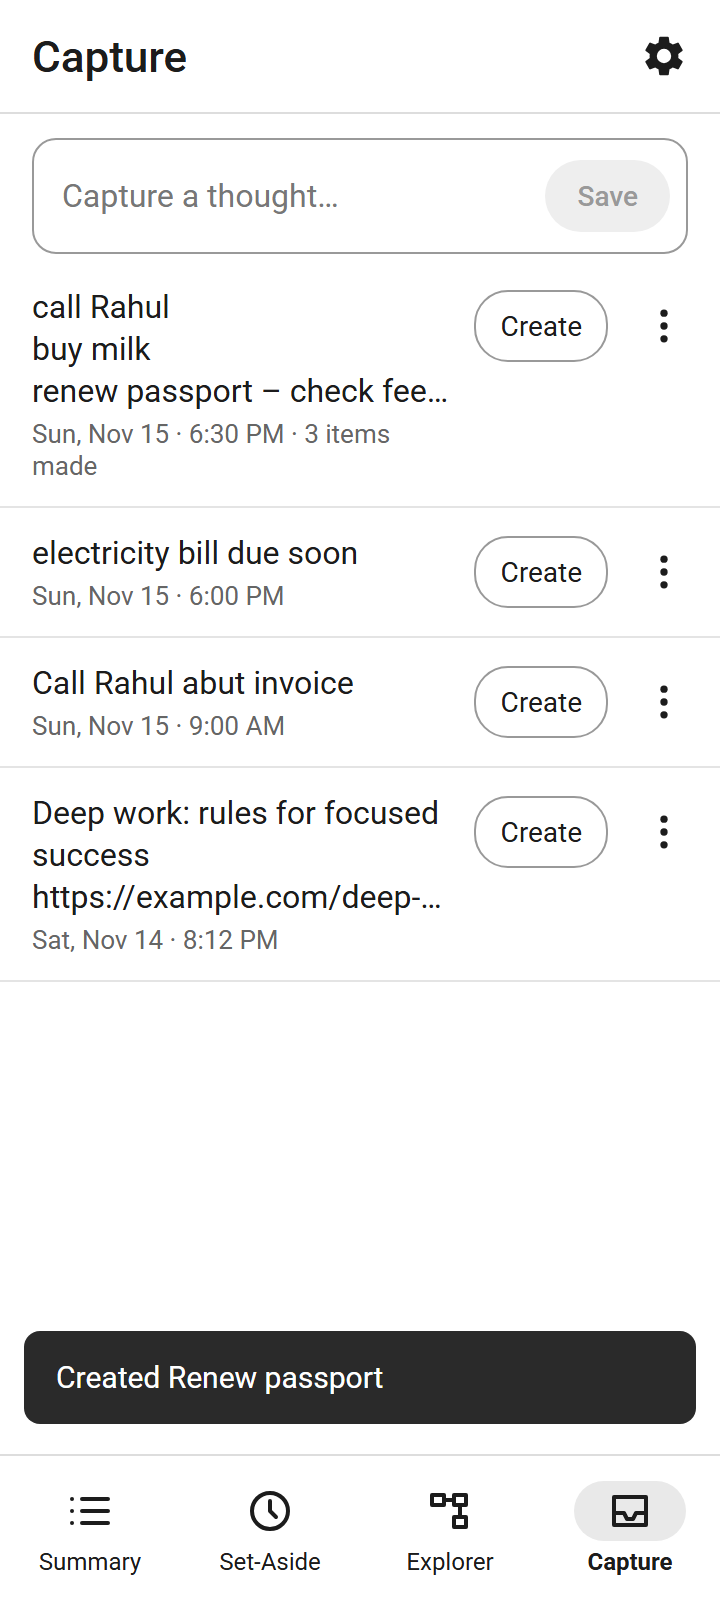 Capture
Capture a thought...
Save
call Rahul
buy milk
renew passport – check fee...
Sun, Nov 15 · 6:30 PM · 3 items
made
Create
electricity bill due soon
Sun, Nov 15 · 6:00 PM
Create
Call Rahul abut invoice
Sun, Nov 15 · 9:00 AM
Create
Deep work: rules for focused
success
https://example.com/deep-...
Sat, Nov 14 · 8:12 PM
Create
Created Renew passport
Summary
Set-Aside
Explorer
Capture